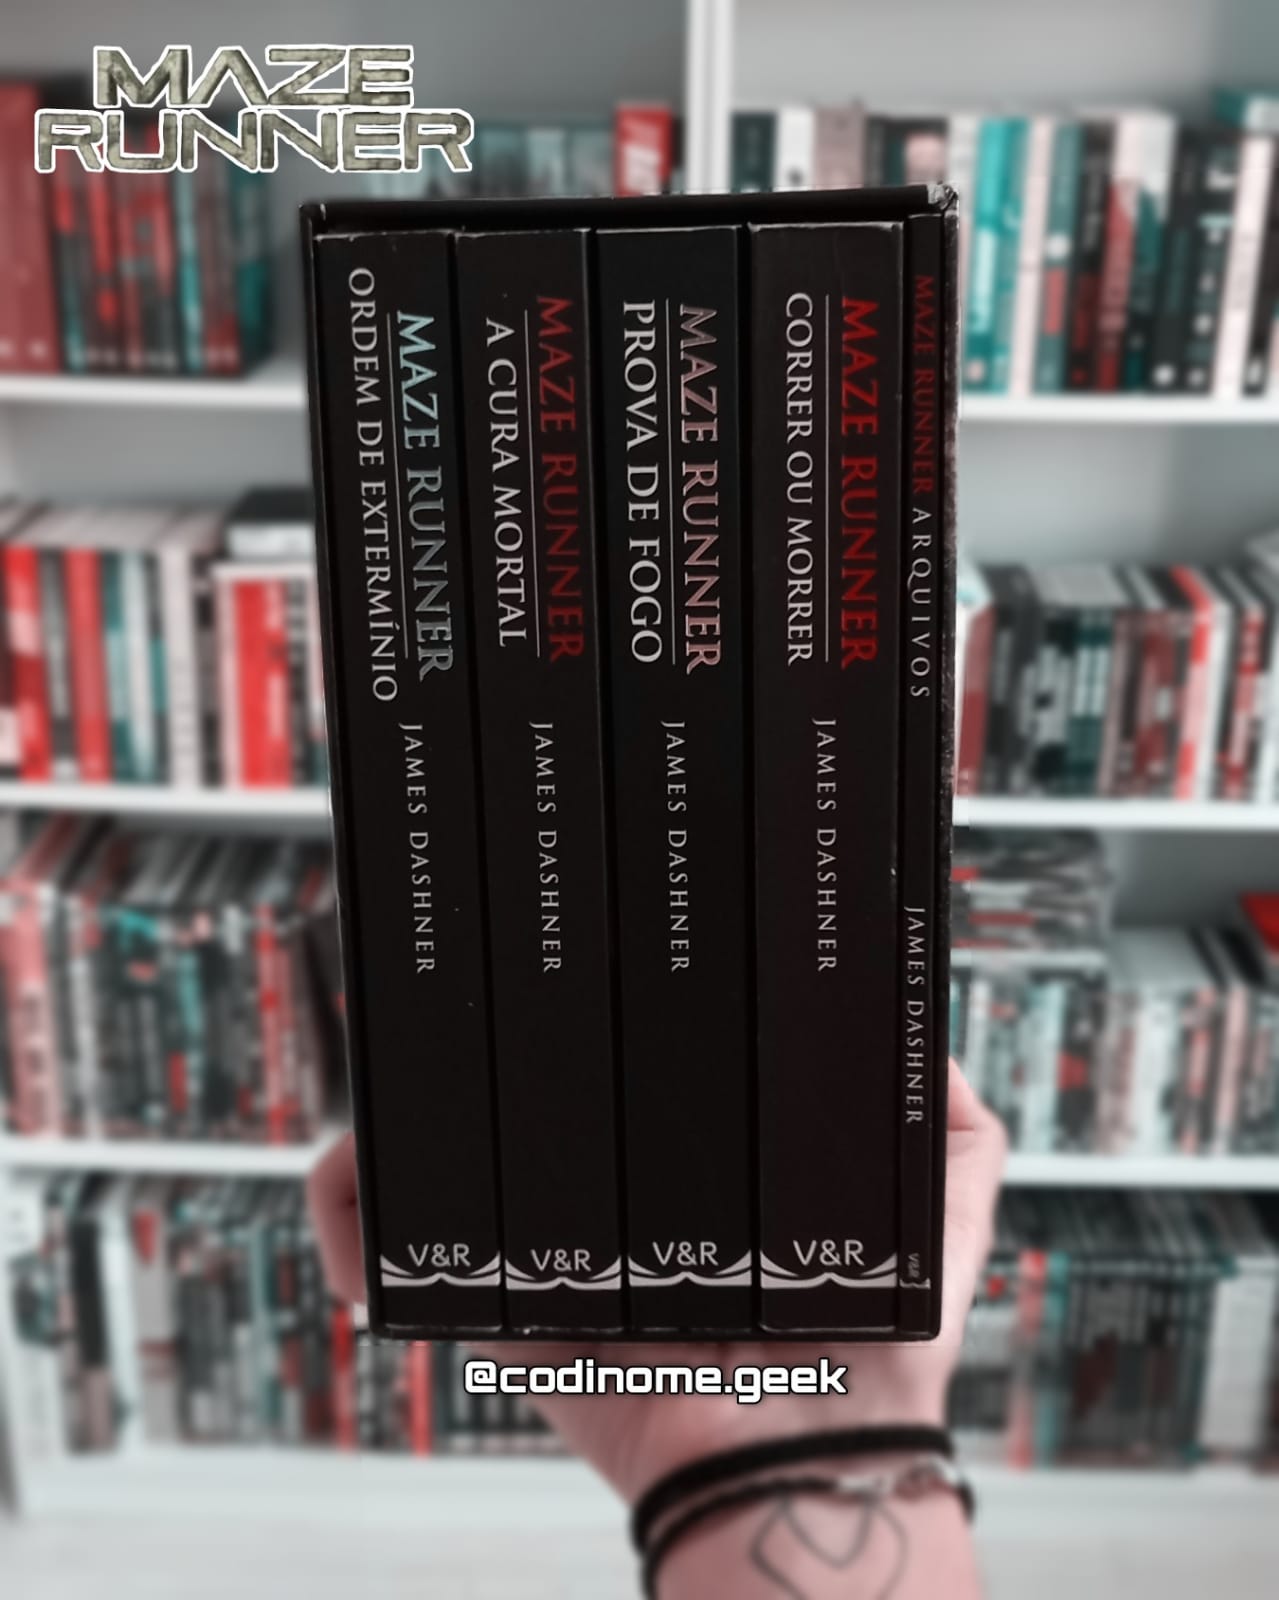 MAZE
RUNNER
MAZE RUNNER
ORDEM DE EXTERMÍNIO
JAMES DASHNER
V&R
MAZE RUNNER
A CURA MORTAL
JAMES DASHNER
V&R
MAZE RUNNER
PROVA DE FOGO
JAMES DASHNER
V&R
MAZE RUNNER
CORRER OU MORRER
JAMES DASHNER
V&R
MAZE RUNNER ARQUIVOS
JAMES DASHNER
V&R
@codinome.geek